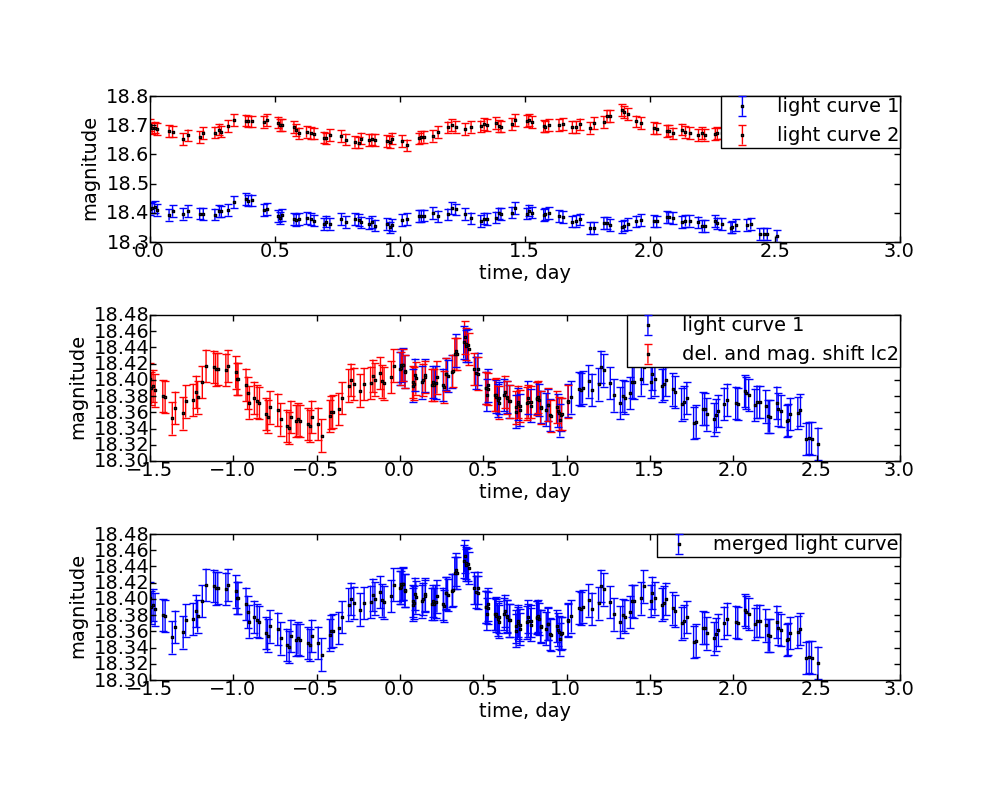 18.8
18.7
18.6
18.5
18.4
18.3
magnitude
light curve 1
light curve 2
0.0 0.5 1.0 1.5 2.0 2.5 3.0
time, day
18.48
18.46
18.44
18.42
18.40
18.38
18.36
18.34
18.32
18.30
magnitude
light curve 1
del. and mag. shift lc2
−1.5 −1.0 −0.5 0.0 0.5 1.0 1.5 2.0 2.5 3.0
time, day
18.48
18.46
18.44
18.42
18.40
18.38
18.36
18.34
18.32
18.30
magnitude
merged light curve
−1.5 −1.0 −0.5 0.0 0.5 1.0 1.5 2.0 2.5 3.0
time, day